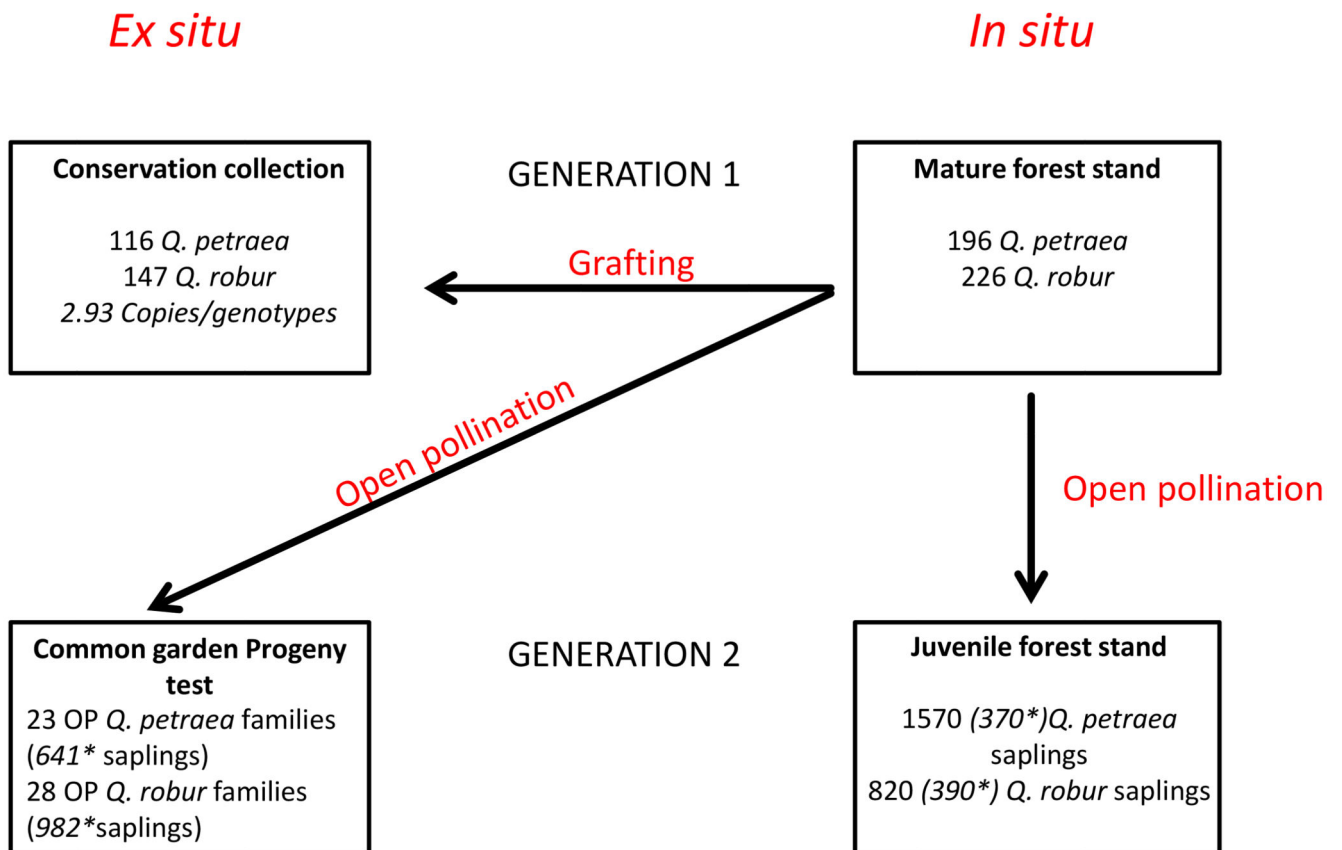 Ex situ
In situ
Conservation collection
116 Q. petraea
147 Q. robur
2.93 Copies/genotypes
GENERATION 1
Grafting
Mature forest stand
196 Q. petraea
226 Q. robur
Open pollination
Open pollination
Common garden Progeny
test
23 OP Q. petraea families
(641* saplings)
28 OP Q. robur families
(982*saplings)
GENERATION 2
Juvenile forest stand
1570 (370*)Q. petraea
saplings
820 (390*) Q. robur saplings